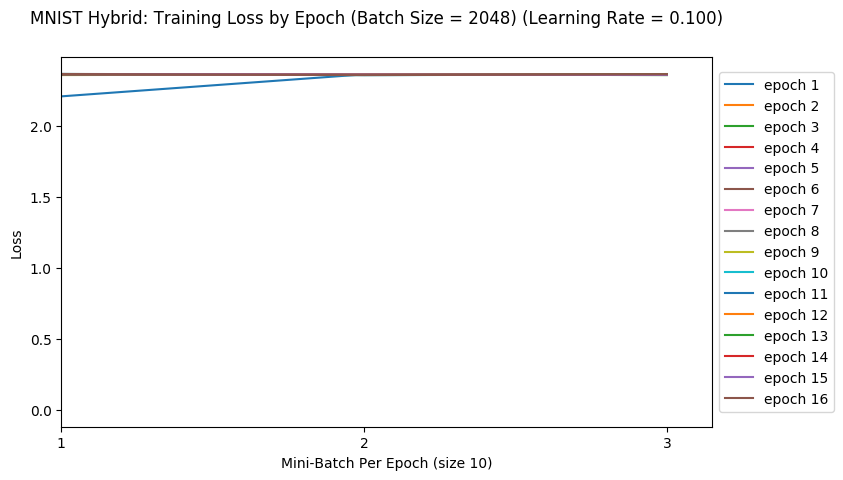 MNIST Hybrid: Training Loss by Epoch (Batch Size = 2048) (Learning Rate = 0.100)
2.0
1.5
1.0
0.5
0.0
Loss
1
2
3
Mini-Batch Per Epoch (size 10)
epoch 1
epoch 2
epoch 3
epoch 4
epoch 5
epoch 6
epoch 7
epoch 8
epoch 9
epoch 10
epoch 11
epoch 12
epoch 13
epoch 14
epoch 15
epoch 16